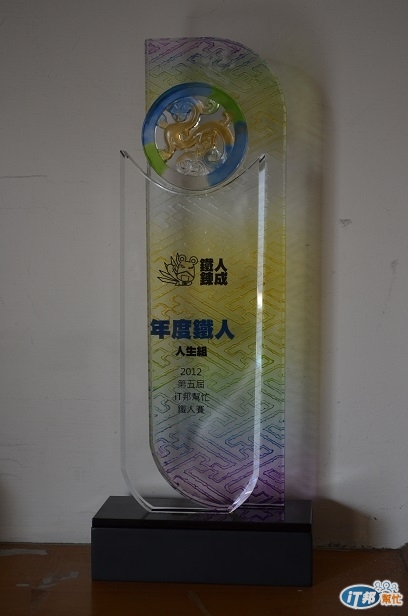 鐵人
鍊成
年度鐵人
人生組
2012
第五屆
iT邦幫忙
鐵人賽
iT邦
幫忙